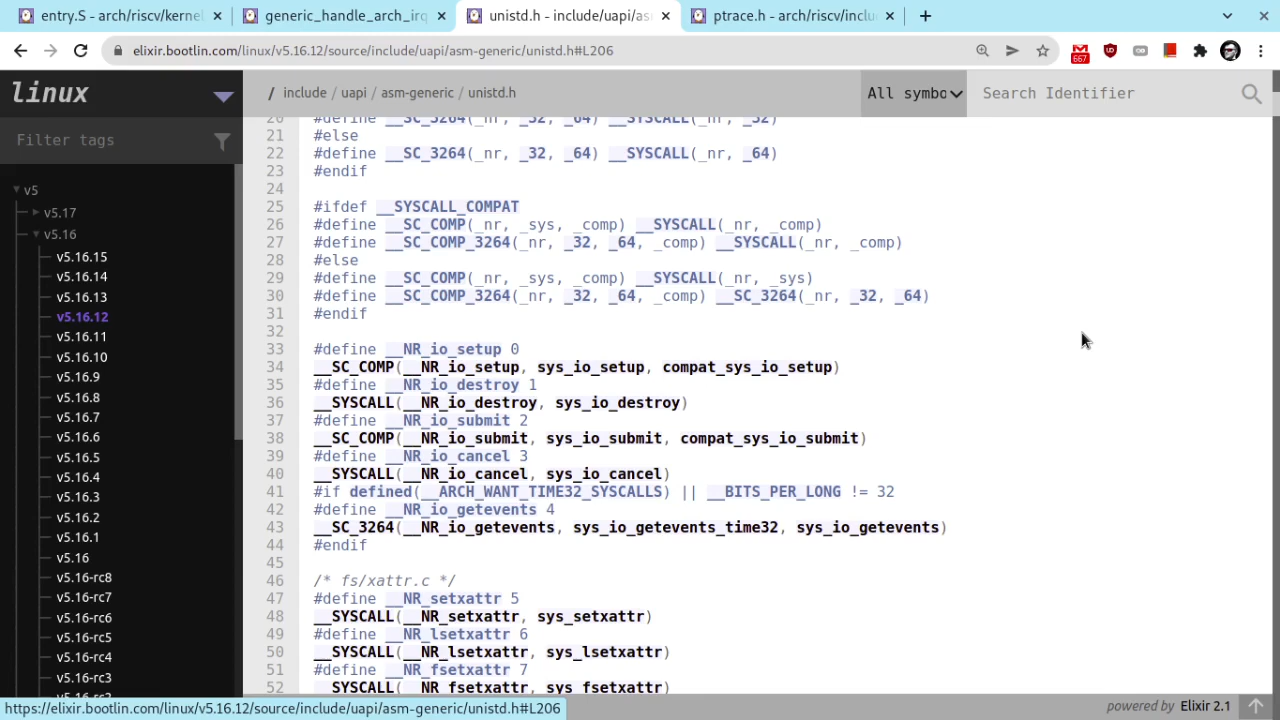 entry.S - arch/riscv/kernel
generic_handle_arch_irq
unistd.h - include/uapi/as
ptrace.h - arch/riscv/inclu
elixir.bootlin.com/linux/v5.16.12/source/include/uapi/asm-generic/unistd.h#L206
667
linux
/ include / uapi / asm-generic / unistd.h
All symbo
Search Identifier
Filter tags
v5
v5.17
v5.16
v5.16.15
v5.16.14
v5.16.13
v5.16.12
v5.16.11
v5.16.10
v5.16.9
v5.16.8
v5.16.7
v5.16.6
v5.16.5
v5.16.4
v5.16.3
v5.16.2
v5.16.1
v5.16
v5.16-rc8
v5.16-rc7
v5.16-rc6
v5.16-rc5
v5.16-rc4
v5.16-rc3
v5.16-rc2
20 #define __SC_3264(_nr, _32, _64) __SYSCALL(_nr, _32)
21 #else
22 #define __SC_3264(_nr, _32, _64) __SYSCALL(_nr, _64)
23 #endif
24
25 #ifdef __SYSCALL_COMPAT
26 #define __SC_COMP(_nr, _sys, _comp) __SYSCALL(_nr, _comp)
27 #define __SC_COMP_3264(_nr, _32, _64, _comp) __SYSCALL(_nr, _comp)
28 #else
29 #define __SC_COMP(_nr, _sys, _comp) __SYSCALL(_nr, _sys)
30 #define __SC_COMP_3264(_nr, _32, _64, _comp) __SC_3264(_nr, _32, _64)
31 #endif
32
33 #define __NR_io_setup 0
34 __SC_COMP(__NR_io_setup, sys_io_setup, compat_sys_io_setup)
35 #define __NR_io_destroy 1
36 __SYSCALL(__NR_io_destroy, sys_io_destroy)
37 #define __NR_io_submit 2
38 __SC_COMP(__NR_io_submit, sys_io_submit, compat_sys_io_submit)
39 #define __NR_io_cancel 3
40 __SYSCALL(__NR_io_cancel, sys_io_cancel)
41 #if defined(__ARCH_WANT_TIME32_SYSCALLS) || __BITS_PER_LONG != 32
42 #define __NR_io_getevents 4
43 __SC_3264(__NR_io_getevents, sys_io_getevents_time32, sys_io_getevents)
44 #endif
45
46 /* fs/xattr.c */
47 #define __NR_setxattr 5
48 __SYSCALL(__NR_setxattr, sys_setxattr)
49 #define __NR_lsetxattr 6
50 __SYSCALL(__NR_lsetxattr, sys_lsetxattr)
51 #define __NR_fsetxattr 7
52 __SYSCALL(__NR_fsetxattr, sys_fsetxattr)
https://elixir.bootlin.com/linux/v5.16.12/source/include/uapi/asm-generic/unistd.h#L206
powered by Elixir 2.1